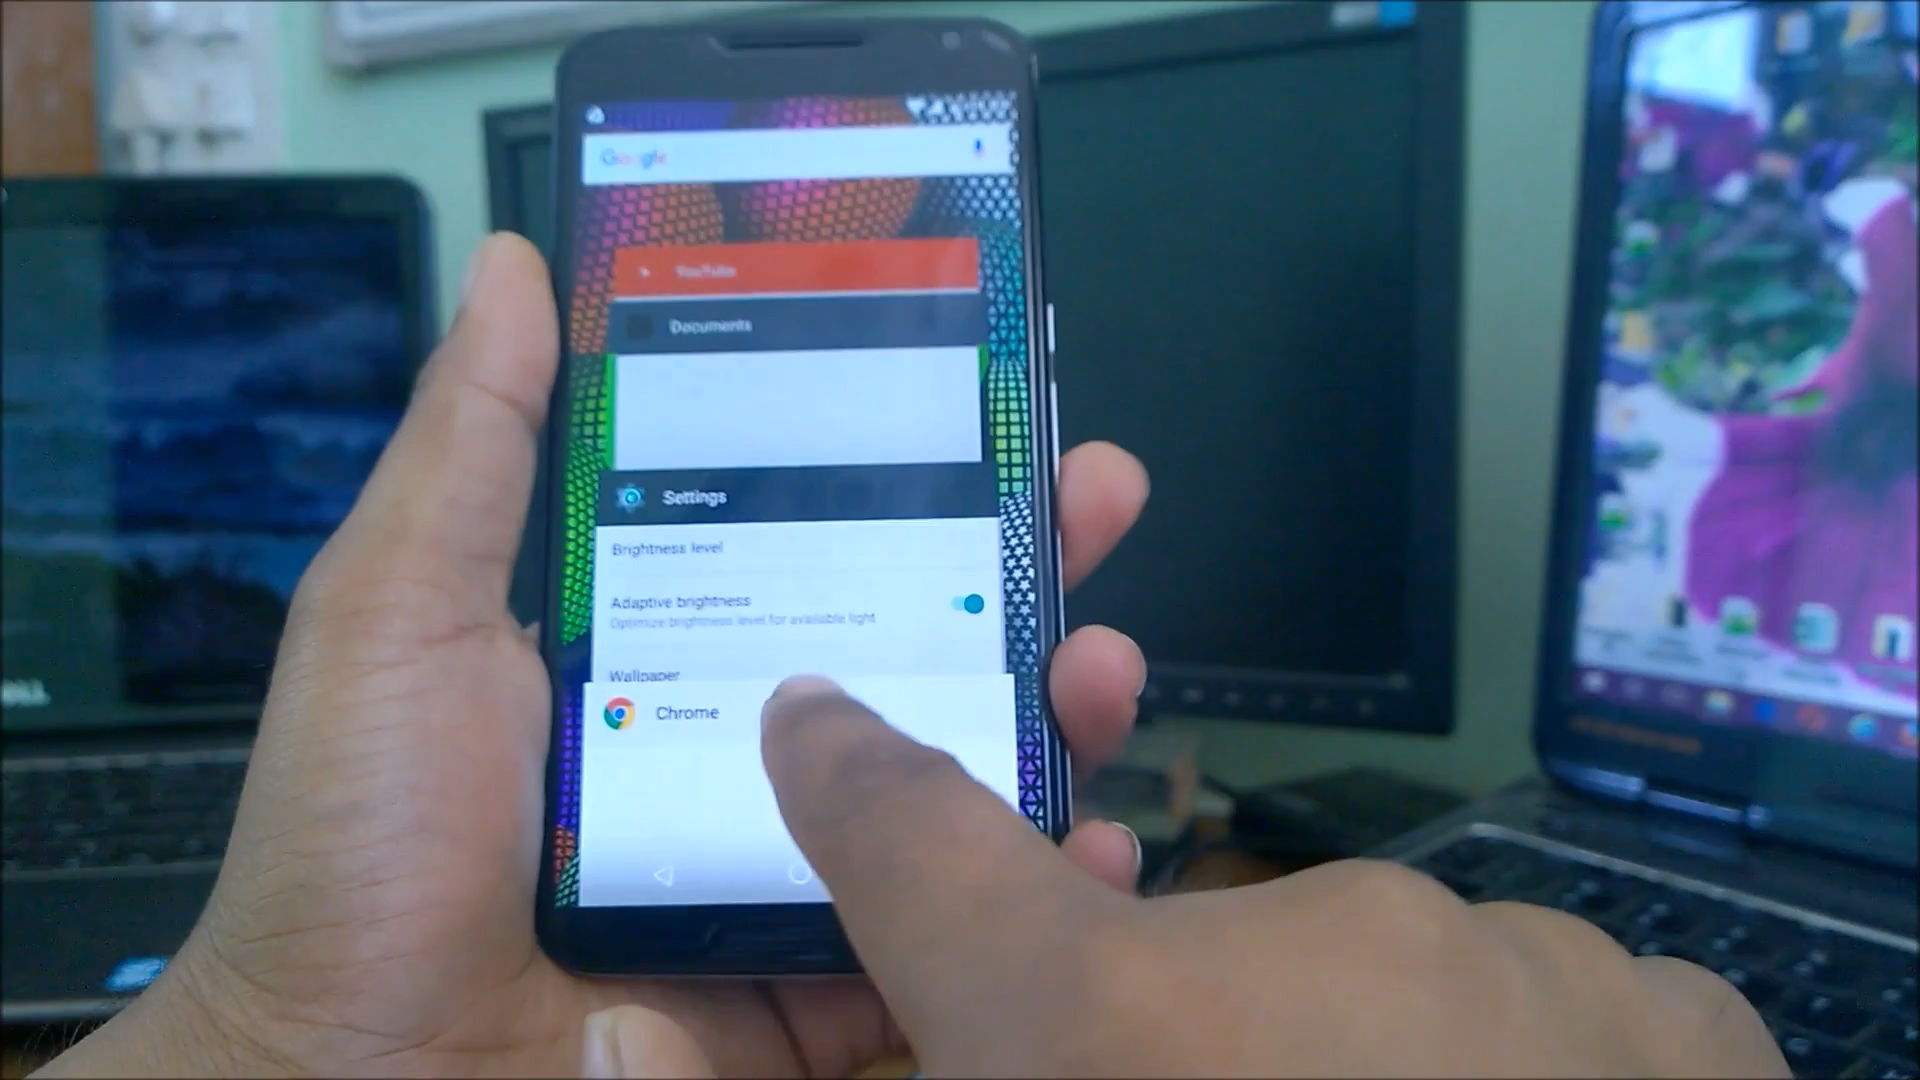 Google
YouTube
Documents
Settings
Brightness level
Adaptive brightness
Optimize brightness level for available light
Wallpaper
Chrome